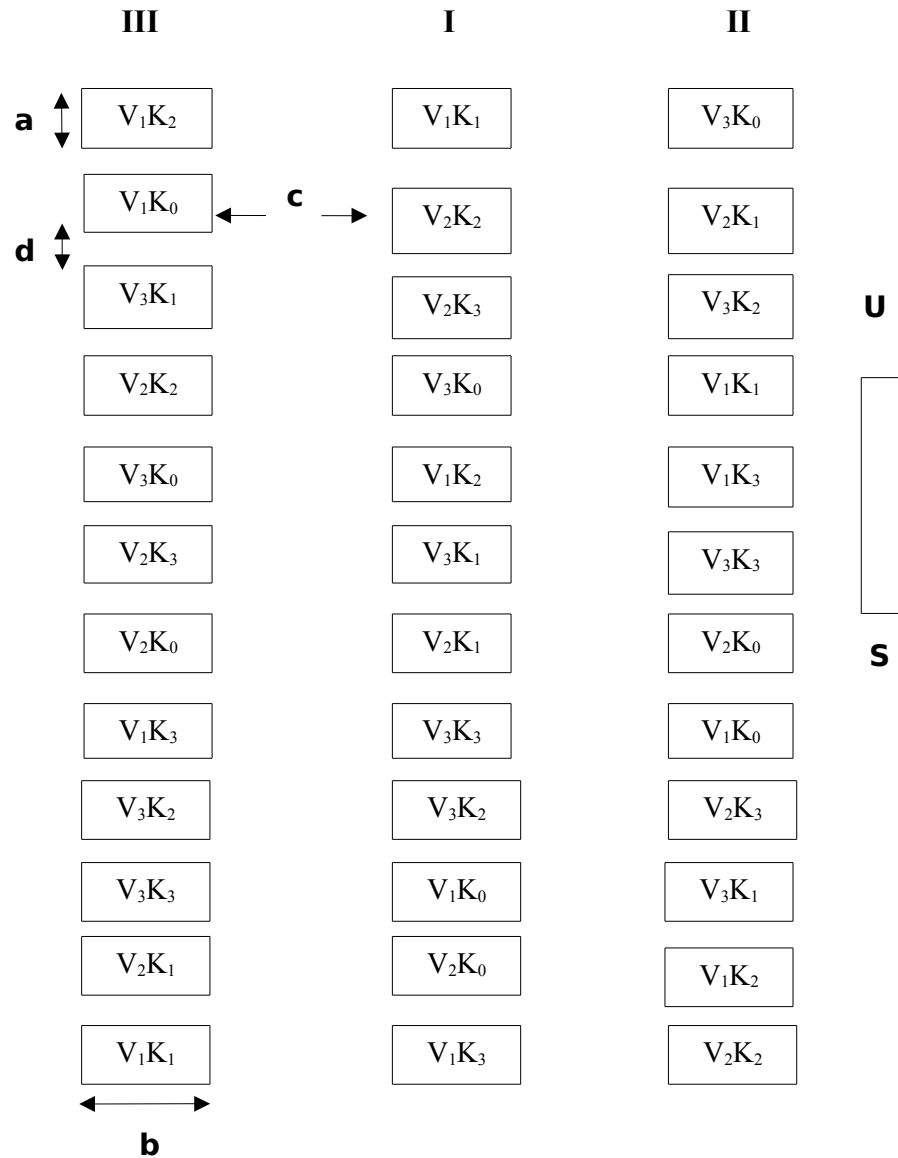 III I II
a V₁K₂ V₁K₁ V₃K₀
V₁K₀ c V₂K₂ V₂K₁
d V₃K₁ V₂K₃ V₃K₂ U
V₂K₂ V₃K₀ V₁K₁
V₃K₀ V₁K₂ V₁K₃
V₂K₃ V₃K₁ V₃K₃
V₂K₀ V₂K₁ V₂K₀ S
V₁K₃ V₃K₃ V₁K₀
V₃K₂ V₃K₂ V₂K₃
V₃K₃ V₁K₀ V₃K₁
V₂K₁ V₂K₀ V₁K₂
V₁K₁ V₁K₃ V₂K₂
b